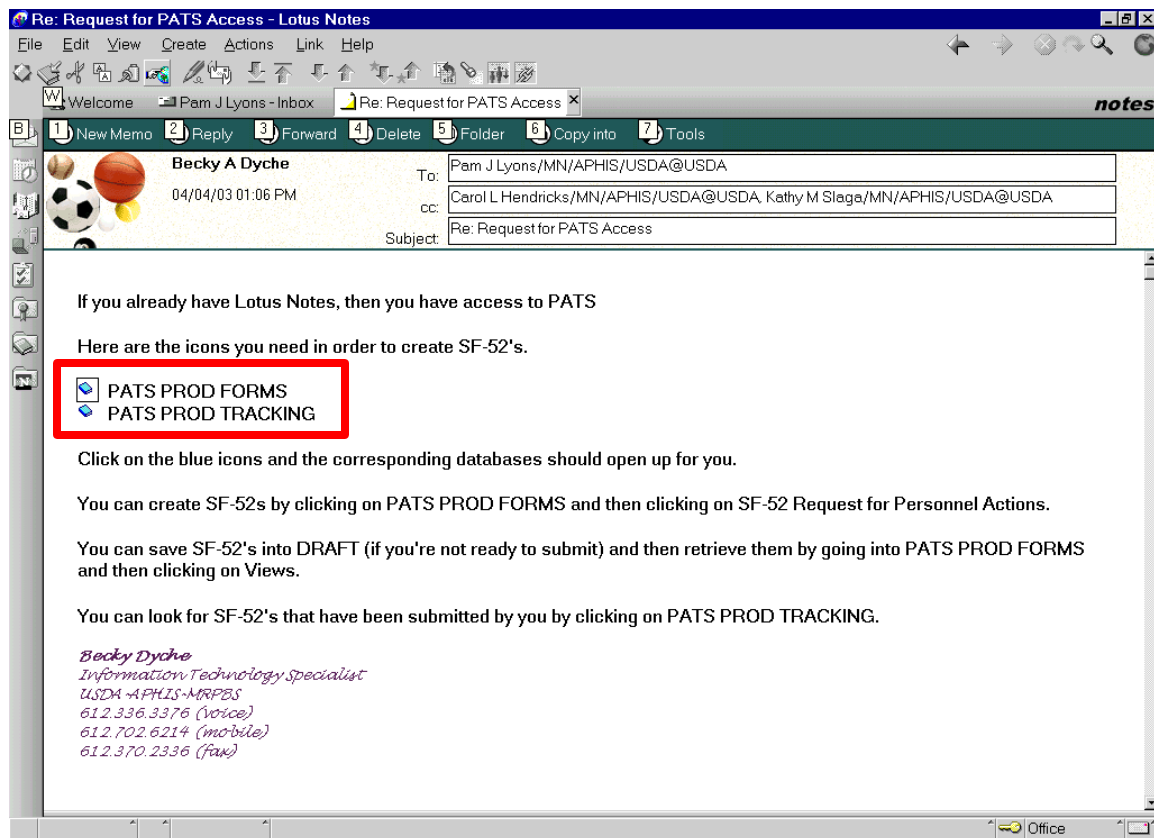 Re: Request for PATS Access - Lotus Notes
File Edit View Create Actions Link Help
Welcome Pam J Lyons - Inbox Re: Request for PATS Access notes
1 New Memo 2 Reply 3 Forward 4 Delete 5 Folder 6 Copy into 7 Tools
Becky A Dyche
04/04/03 01:06 PM
To: Pam J Lyons/MN/APHIS/USDA@USDA
cc: Carol L Hendricks/MN/APHIS/USDA@USDA, Kathy M Slaga/MN/APHIS/USDA@USDA
Subject: Re: Request for PATS Access
If you already have Lotus Notes, then you have access to PATS
Here are the icons you need in order to create SF-52's.
PATS PROD FORMS
PATS PROD TRACKING
Click on the blue icons and the corresponding databases should open up for you.
You can create SF-52s by clicking on PATS PROD FORMS and then clicking on SF-52 Request for Personnel Actions.
You can save SF-52's into DRAFT (if you're not ready to submit) and then retrieve them by going into PATS PROD FORMS
and then clicking on Views.
You can look for SF-52's that have been submitted by you by clicking on PATS PROD TRACKING.
Becky Dyche
Information Technology Specialist
USDA-APHIS-MRPBS
612.336.3376 (voice)
612.702.6214 (mobile)
612.370.2336 (fax)
Office